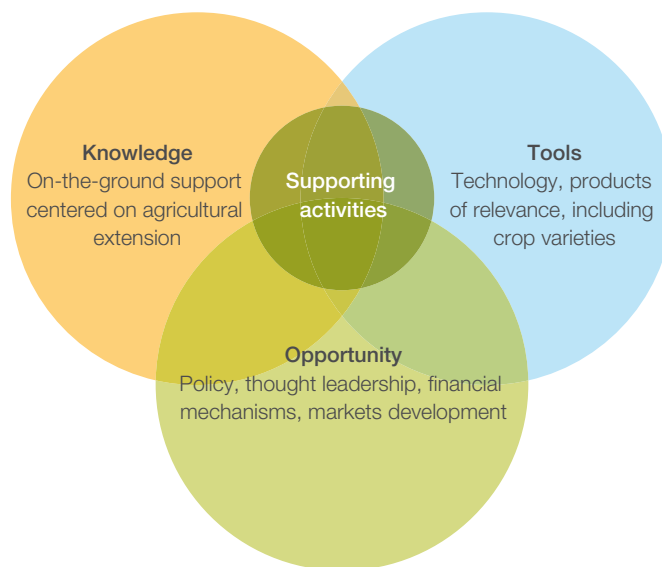 Knowledge
On-the-ground support
centered on agricultural
extension
Supporting
activities
Tools
Technology, products
of relevance, including
crop varieties
Opportunity
Policy, thought leadership, financial
mechanisms, markets development